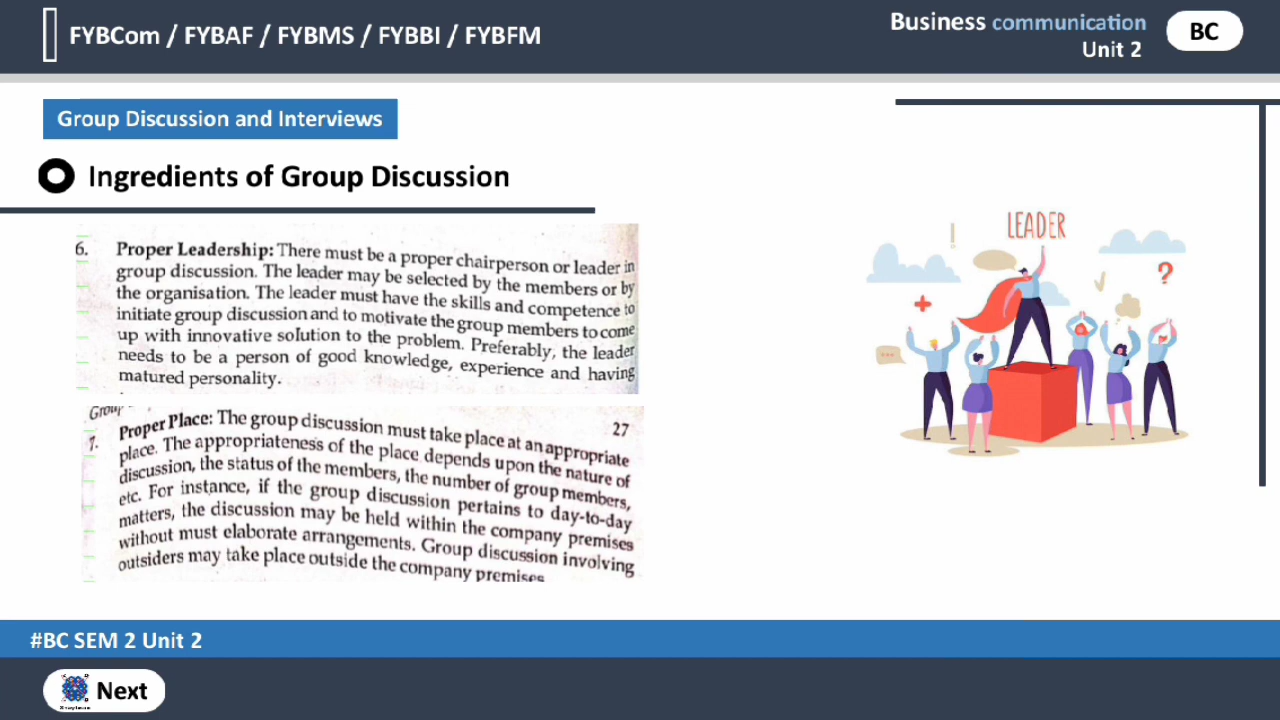 FYBCom / FYBAF / FYBMS / FYBBI / FYBFM
Business communication
Unit 2
BC
Group Discussion and Interviews
Ingredients of Group Discussion
6. Proper Leadership: There must be a proper chairperson or leader in
group discussion. The leader may be selected by the members or by
the organisation. The leader must have the skills and competence to
initiate group discussion and to motivate the group members to come
up with innovative solution to the problem. Preferably, the leader
needs to be a person of good knowledge, experience and having
matured personality.
Group
27
7. Proper Place: The group discussion must take place at an appropriate
place. The appropriateness of the place depends upon the nature of
discussion, the status of the members, the number of group members,
etc. For instance, if the group discussion pertains to day-to-day
matters, the discussion may be held within the company premises
without must elaborate arrangements. Group discussion involving
outsiders may take place outside the company premises
LEADER
#BC SEM 2 Unit 2
Next